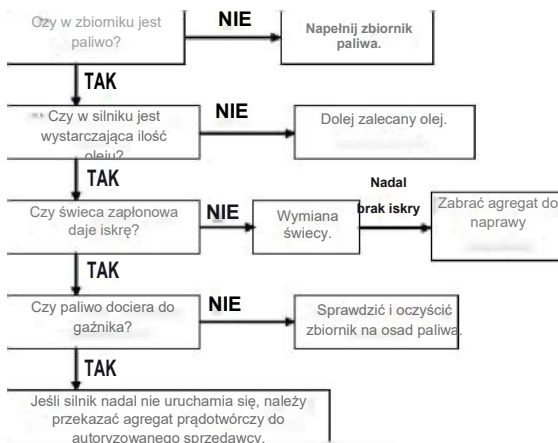 Czy w zbiorniku jest
paliwo?
NIE
Napełnij zbiornik
paliwa.
TAK
Czy w silniku jest
wystarczająca ilość
oleju?
NIE
Dolej zalecany olej.
TAK
Czy świeca zapłonowa
daje iskrę?
NIE
Wymiana
świecy.
Nadal
brak iskry
Zabrać agregat do
naprawy
TAK
Czy paliwo dociera do
gaźnika?
NIE
Sprawdzić i oczyścić
zbiornik na osad paliwa.
TAK
Jeśli silnik nadal nie uruchamia się, należy
przekazać agregat prądotwórczy do
autoryzowanego sprzedawcy.